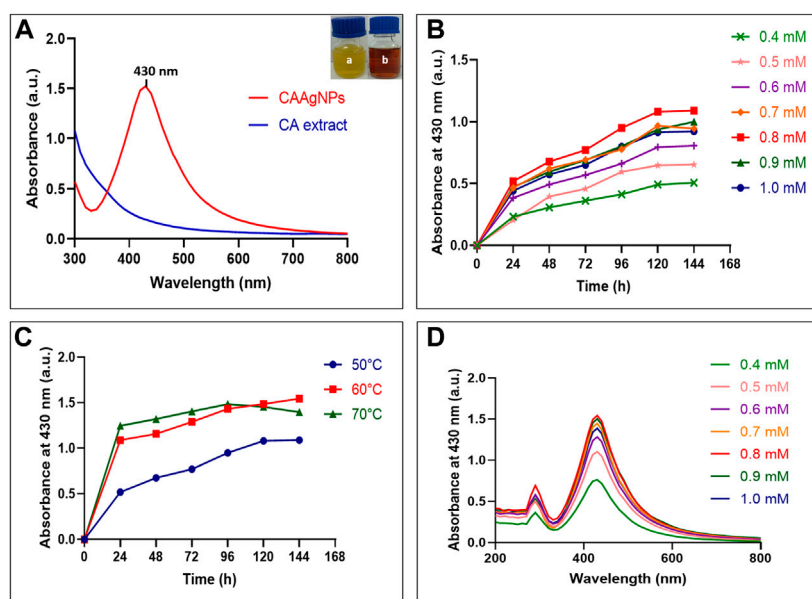 A
430 nm
a
b
CAAgNPs
CA extract
Absorbance (a.u.)
2.0
1.5
1.0
0.5
0.0
300
400
500
600
700
800
Wavelength (nm)
B
Absorbance at 430 nm (a.u.)
1.5
1.0
0.5
0.0
0
24
48
72
96
120
144
168
Time (h)
0.4 mM
0.5 mM
0.6 mM
0.7 mM
0.8 mM
0.9 mM
1.0 mM
C
Absorbance at 430 nm (a.u.)
2.0
1.5
1.0
0.5
0.0
0
24
48
72
96
120
144
168
Time (h)
50°C
60°C
70°C
D
Absorbance at 430 nm (a.u.)
2.0
1.5
1.0
0.5
0.0
200
400
600
800
Wavelength (nm)
0.4 mM
0.5 mM
0.6 mM
0.7 mM
0.8 mM
0.9 mM
1.0 mM